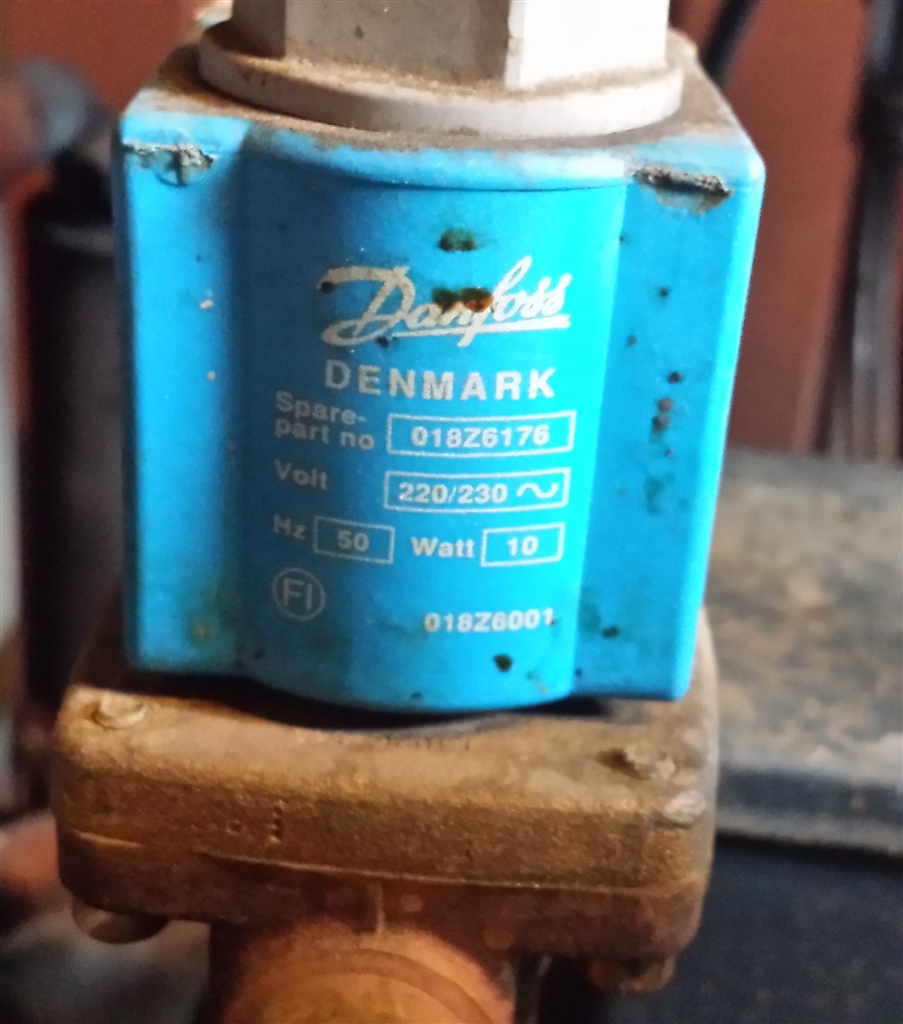 Danfoss
DENMARK
Spare-
part no 018Z6176
Volt 220/230 ~
Hz 50 Watt 10
FI
018Z6001